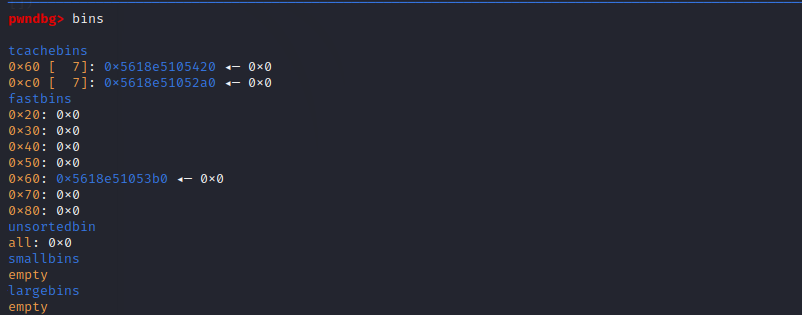 pwndbg> bins
tcachebins
0x60 [  7]: 0x5618e5105420 ◂— 0x0
0xc0 [  7]: 0x5618e51052a0 ◂— 0x0
fastbins
0x20: 0x0
0x30: 0x0
0x40: 0x0
0x50: 0x0
0x60: 0x5618e51053b0 ◂— 0x0
0x70: 0x0
0x80: 0x0
unsortedbin
all: 0x0
smallbins
empty
largebins
empty